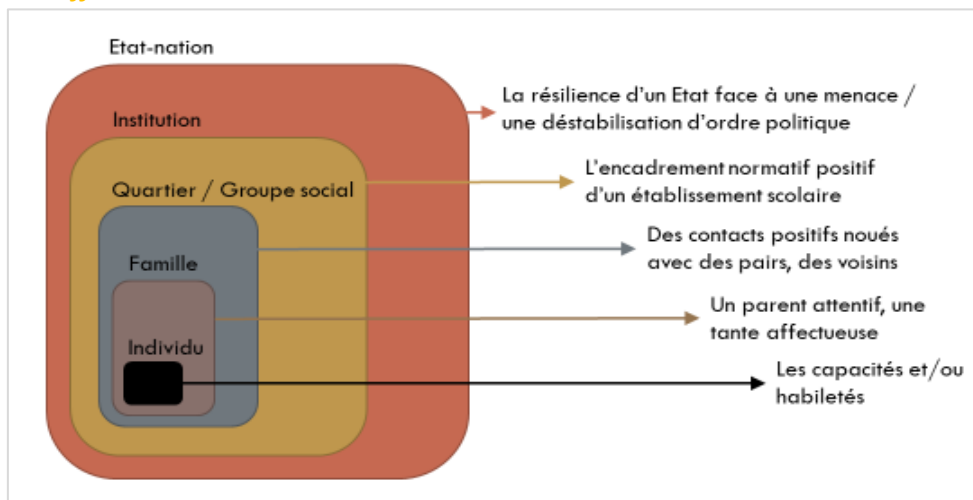 Etat-nation
La résilience d'un Etat face à une menace /
une déstabilisation d'ordre politique
Institution
L'encadrement normatif positif
d'un établissement scolaire
Quartier / Groupe social
Des contacts positifs noués
avec des pairs, des voisins
Famille
Un parent attentif, une
tante affectueuse
Individu
Les capacités et/ou
habiletés